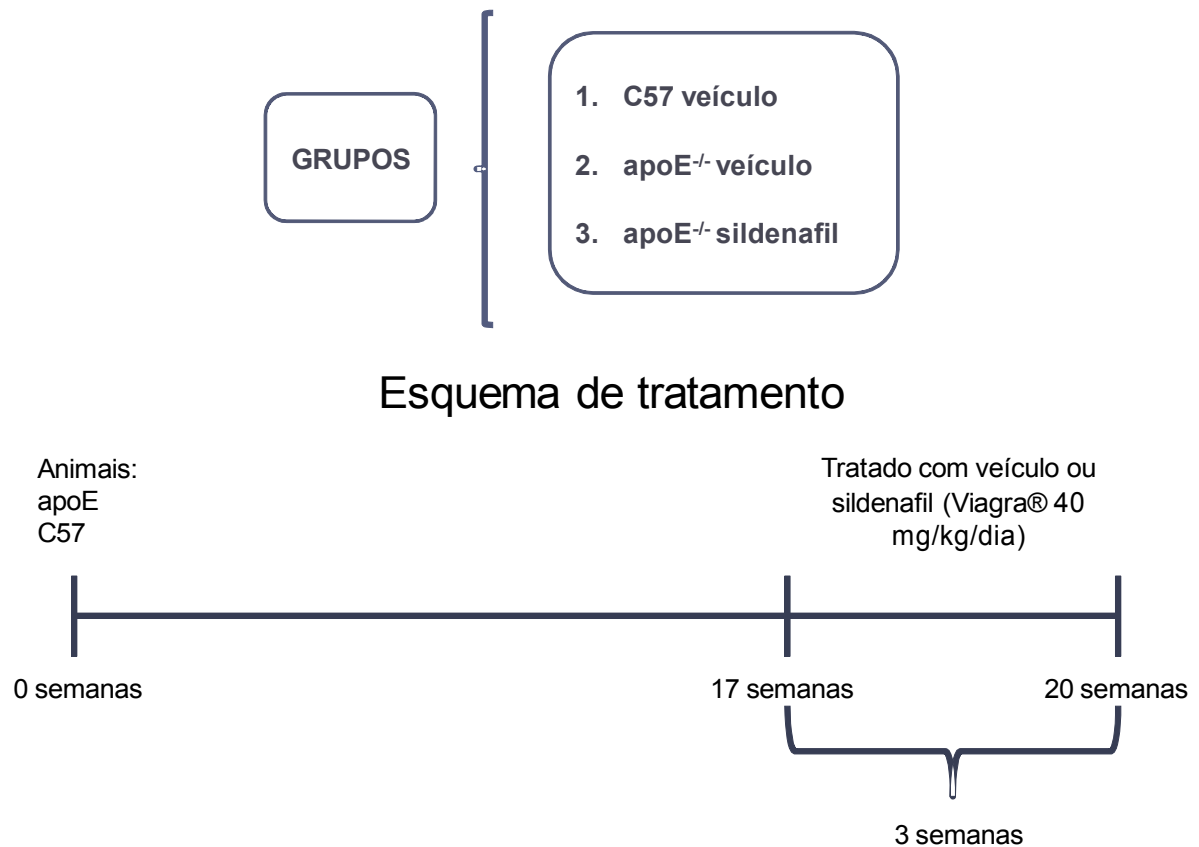 GRUPOS
1. C57 veículo
2. apoE-/- veículo
3. apoE-/- sildenafil
Esquema de tratamento
Animais:
apoE
C57
Tratado com veículo ou
sildenafil (Viagra® 40
mg/kg/dia)
0 semanas
17 semanas
20 semanas
3 semanas